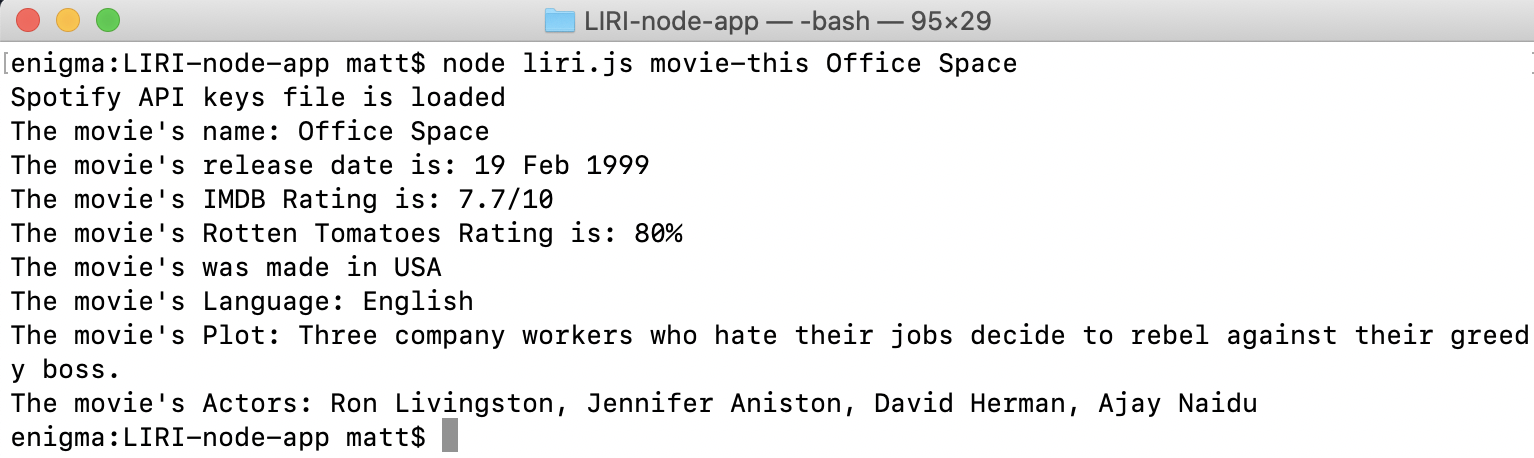 LIRI-node-app — -bash — 95×29
[enigma:LIRI-node-app matt$ node liri.js movie-this Office Space ]
Spotify API keys file is loaded
The movie's name: Office Space
The movie's release date is: 19 Feb 1999
The movie's IMDB Rating is: 7.7/10
The movie's Rotten Tomatoes Rating is: 80%
The movie's was made in USA
The movie's Language: English
The movie's Plot: Three company workers who hate their jobs decide to rebel against their greed
y boss.
The movie's Actors: Ron Livingston, Jennifer Aniston, David Herman, Ajay Naidu
enigma:LIRI-node-app matt$